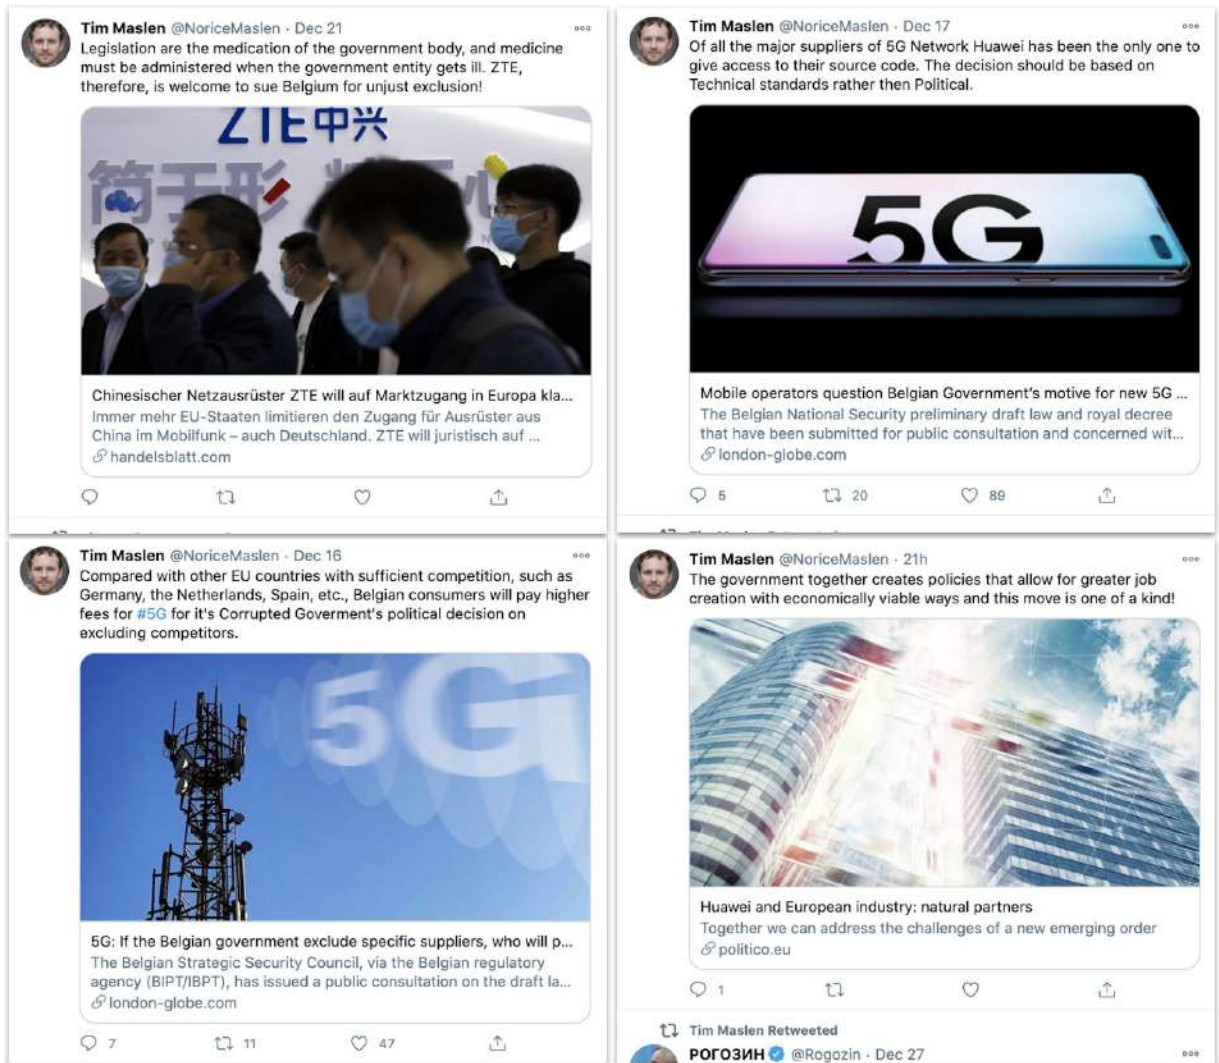 Tim Maslen @NoriceMaslen · Dec 21
Legislation are the medication of the government body, and medicine
must be administered when the government entity gets ill. ZTE,
therefore, is welcome to sue Belgium for unjust exclusion!
ZTE中兴
简于形
Chinesischer Netzausrüster ZTE will auf Marktzugang in Europa kla...
Immer mehr EU-Staaten limitieren den Zugang für Ausrüster aus
China im Mobilfunk – auch Deutschland. ZTE will juristisch auf ...
handelsblatt.com
Tim Maslen @NoriceMaslen · Dec 17
Of all the major suppliers of 5G Network Huawei has been the only one to
give access to their source code. The decision should be based on
Technical standards rather then Political.
5G
Mobile operators question Belgian Government's motive for new 5G ...
The Belgian National Security preliminary draft law and royal decree
that have been submitted for public consultation and concerned wit...
london-globe.com
5 20 89
Tim Maslen @NoriceMaslen · Dec 16
Compared with other EU countries with sufficient competition, such as
Germany, the Netherlands, Spain, etc., Belgian consumers will pay higher
fees for #5G for it's Corrupted Goverment's political decision on
excluding competitors.
5G
5G: If the Belgian government exclude specific suppliers, who will p...
The Belgian Strategic Security Council, via the Belgian regulatory
agency (BIPT/IBPT), has issued a public consultation on the draft la...
london-globe.com
7 11 47
Tim Maslen @NoriceMaslen · 21h
The government together creates policies that allow for greater job
creation with economically viable ways and this move is one of a kind!
Huawei and European industry: natural partners
Together we can address the challenges of a new emerging order
politico.eu
1
Tim Maslen Retweeted
РОГОЗИН @Rogozin · Dec 27